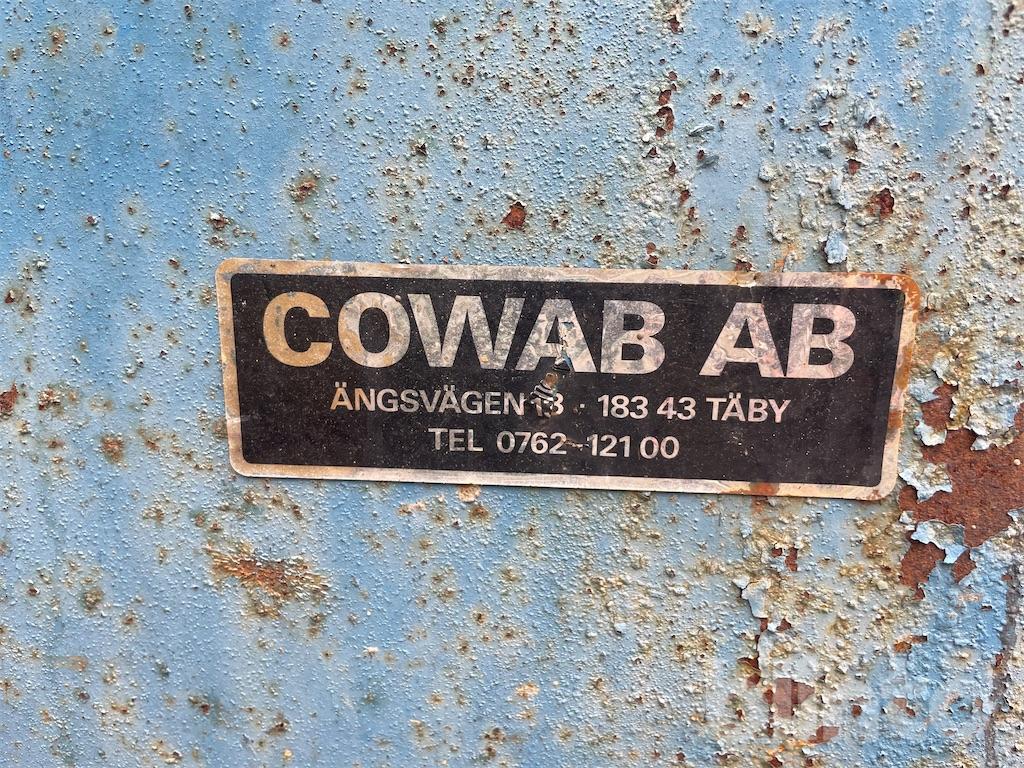 COWAB AB
ÄNGSVÄGEN 13 · 183 43 TÄBY
TEL 0762-121 00